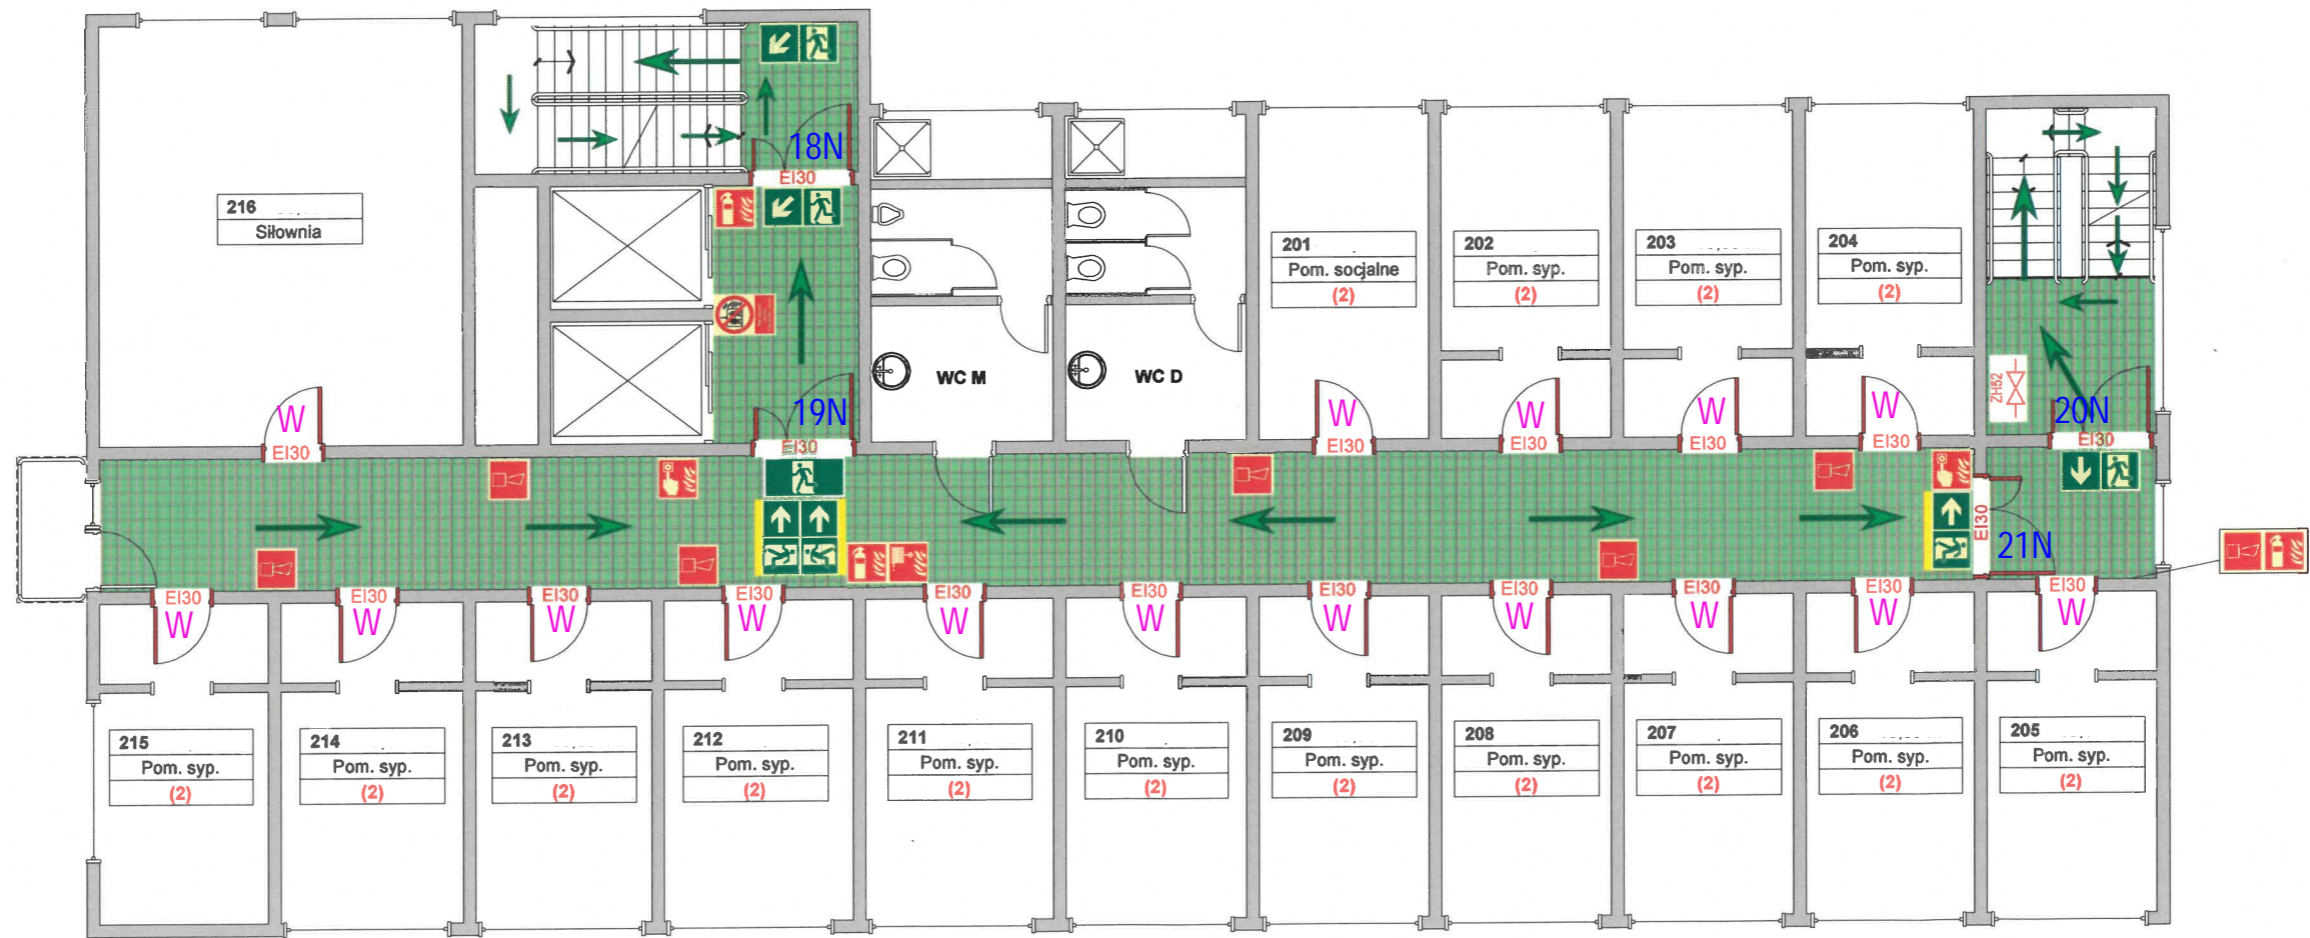 18N
EI30
216
Siłownia
201
Pom. socjalne
(2)
202
Pom. syp.
(2)
203
Pom. syp.
(2)
204
Pom. syp.
(2)
WC M
WC D
ZH52
19N
20N
W
W
W
W
W
EI30
EI30
EI30
EI30
EI30
EI30
EI30
EI30
21N
EI30
EI30
EI30
EI30
EI30
EI30
EI30
EI30
EI30
EI30
EI30
W
W
W
W
W
W
W
W
W
W
W
215
Pom. syp.
(2)
214
Pom. syp.
(2)
213
Pom. syp.
(2)
212
Pom. syp.
(2)
211
Pom. syp.
(2)
210
Pom. syp.
(2)
209
Pom. syp.
(2)
208
Pom. syp.
(2)
207
Pom. syp.
(2)
206
Pom. syp.
(2)
205
Pom. syp.
(2)